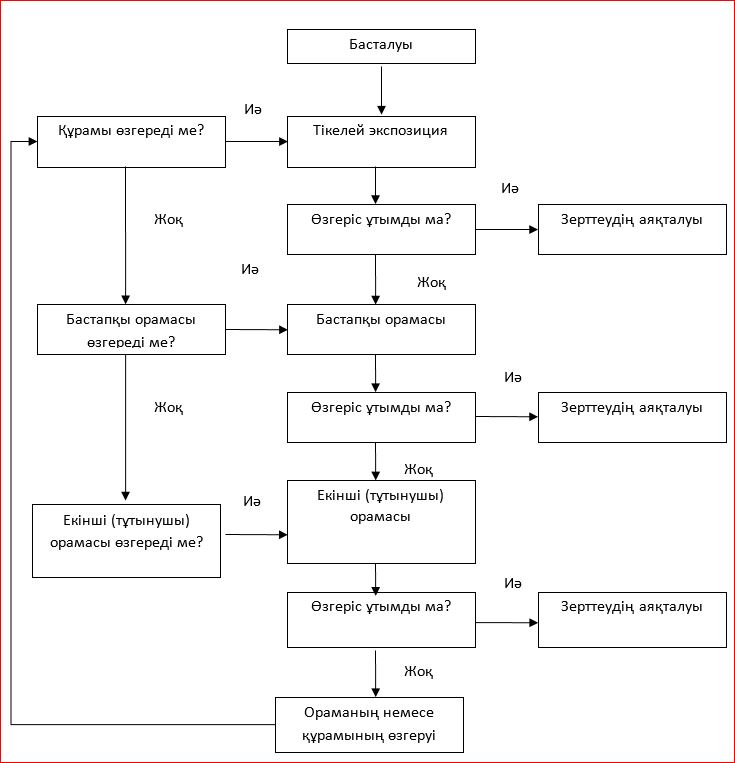 Басталуы
Иә
Құрамы өзгереді ме?
Тікелей экспозиция
Иә
Жоқ
Өзгеріс ұтымды ма?
Зерттеудің аяқталуы
Иә
Жоқ
Бастапқы орамасы
өзгереді ме?
Бастапқы орамасы
Иә
Жоқ
Өзгеріс ұтымды ма?
Зерттеудің аяқталуы
Жоқ
Екінші (тұтынушы)
орамасы
Иә
Екінші (тұтынушы)
орамасы өзгереді ме?
Иә
Өзгеріс ұтымды ма?
Зерттеудің аяқталуы
Жоқ
Ораманың немесе
құрамының өзгеруі